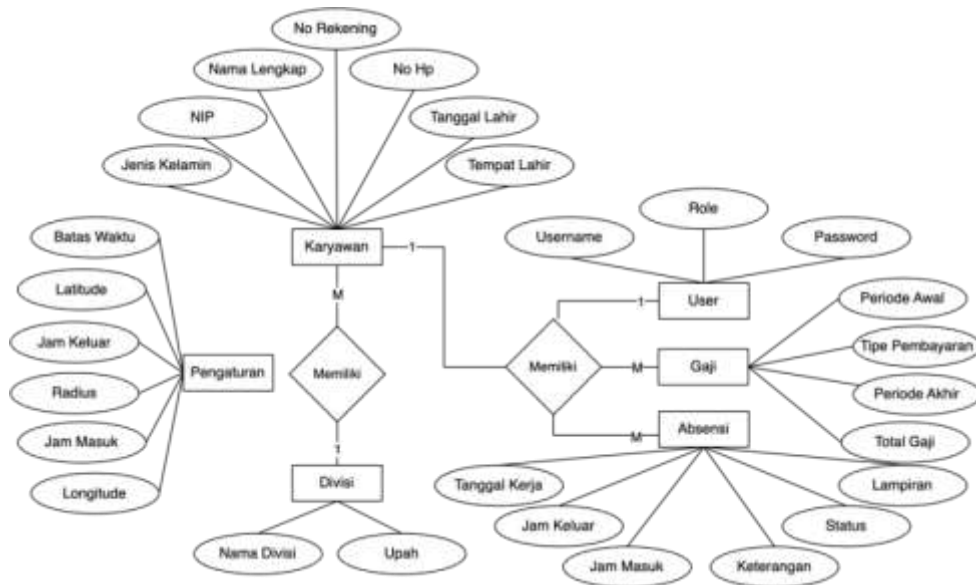 No Rekening
Nama Lengkap
No Hp
NIP
Tanggal Lahir
Jenis Kelamin
Tempat Lahir
Role
Batas Waktu
Karyawan
1
Username
Password
Latitude
M
1
User
Periode Awal
Jam Keluar
Tipe Pembayaran
Pengaturan
Memiliki
Memiliki
M
Gaji
Radius
Periode Akhir
Jam Masuk
M
Absensi
Total Gaji
1
Longitude
Divisi
Tanggal Kerja
Lampiran
Jam Keluar
Status
Nama Divisi
Upah
Jam Masuk
Keterangan